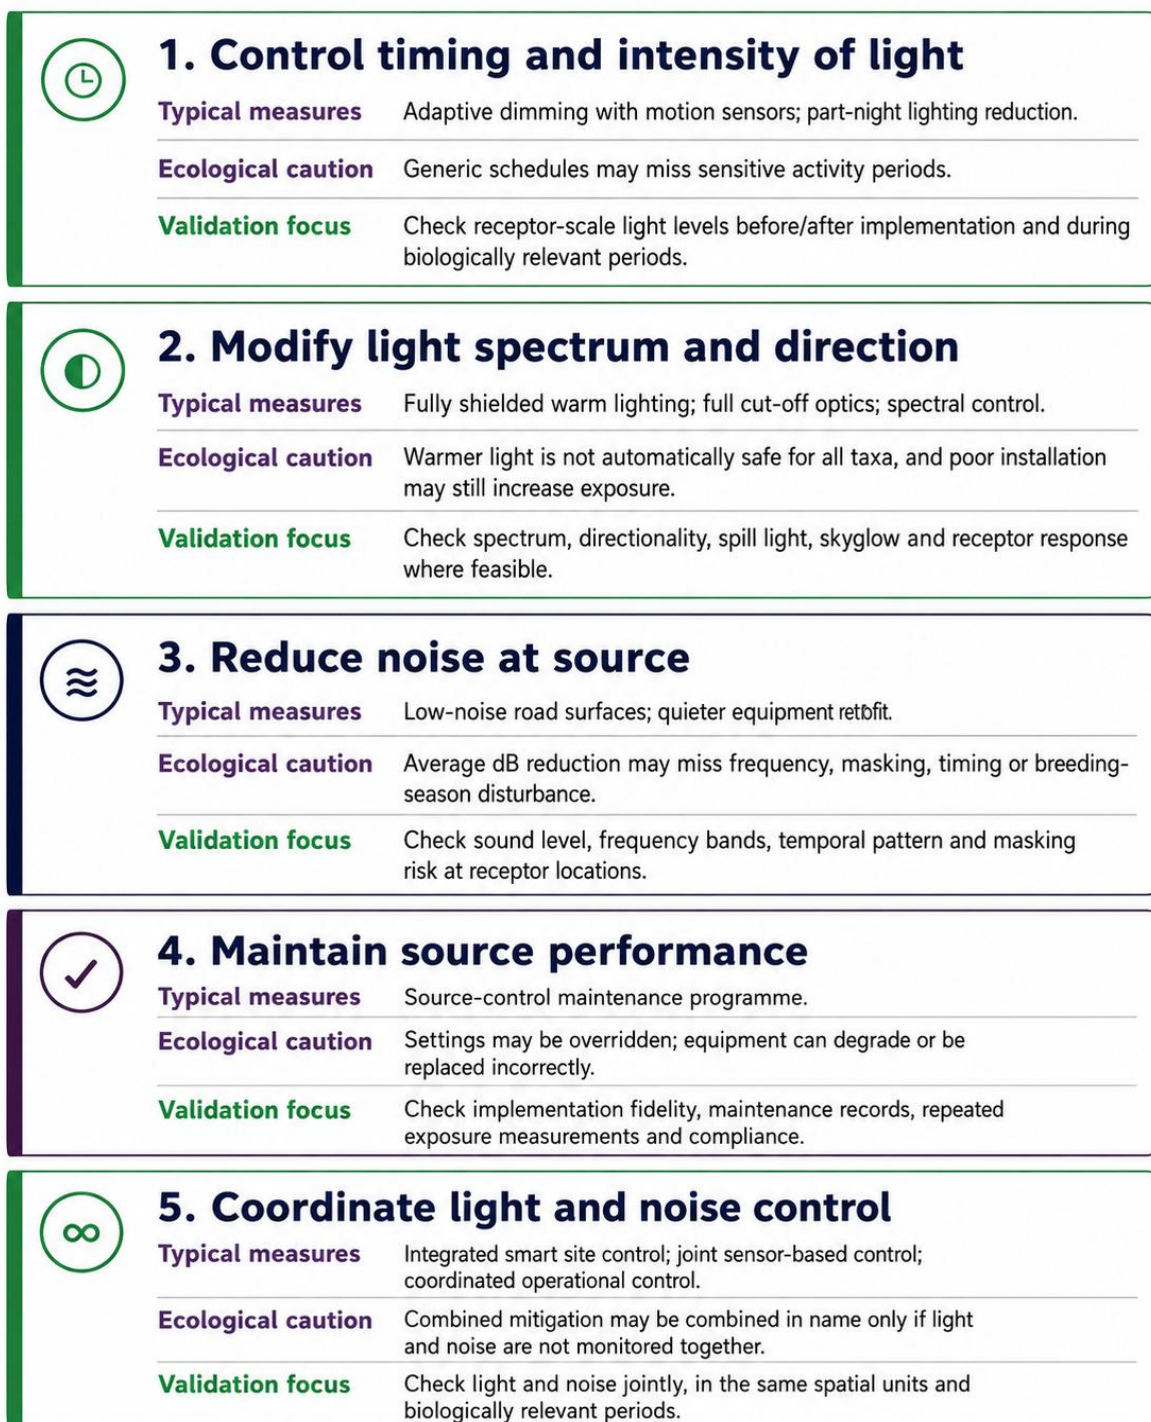 1. Control timing and intensity of light
Typical measures Adaptive dimming with motion sensors; part-night lighting reduction.
Ecological caution Generic schedules may miss sensitive activity periods.
Validation focus Check receptor-scale light levels before/after implementation and during
biologically relevant periods.
2. Modify light spectrum and direction
Typical measures Fully shielded warm lighting; full cut-off optics; spectral control.
Ecological caution Warmer light is not automatically safe for all taxa, and poor installation
may still increase exposure.
Validation focus Check spectrum, directionality, spill light, skyglow and receptor response
where feasible.
3. Reduce noise at source
Typical measures Low-noise road surfaces; quieter equipment
Ecological caution Average dB reduction may miss frequency, masking, timing or breeding-
season disturbance.
Validation focus Check sound level, frequency bands, temporal pattern and masking
risk at receptor locations.
4. Maintain source performance
Typical measures Source-control maintenance programme.
Ecological caution Settings may be overridden; equipment can degrade or be
replaced incorrectly.
Validation focus Check implementation fidelity, maintenance records, repeated
exposure measurements and compliance.
5. Coordinate light and noise control
Typical measures Integrated smart site control; joint sensor-based control;
coordinated operational control.
Ecological caution Combined mitigation may be combined in name only if light
and noise are not monitored together.
Validation focus Check light and noise jointly, in the same spatial units and
biologically relevant periods.